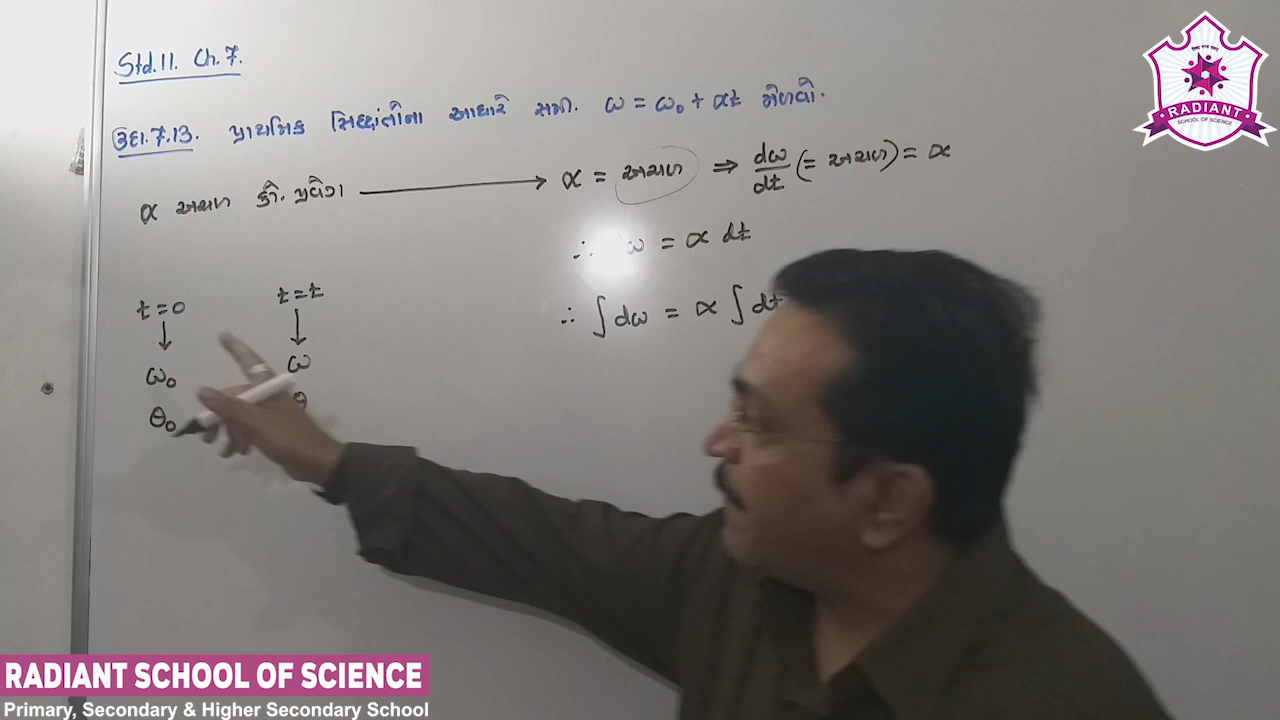 Std.11. Ch.7.
ઉદા.7.13. પ્રાથમિક સિદ્ધાંતોના આધારે સમી. ω = ω₀ + αt મેળવો.
α અચળ કો. પ્રવેગ ⟶ α = અચળ ⇒ dω/dt (= અચળ) = α
∴ ω = α dt
∴ ∫dω = α ∫dt
t = 0 t = t
↓ ↓
ω₀ ω
θ₀ θ
RADIANT
SCHOOL OF SCIENCE
RADIANT SCHOOL OF SCIENCE
Primary, Secondary & Higher Secondary School